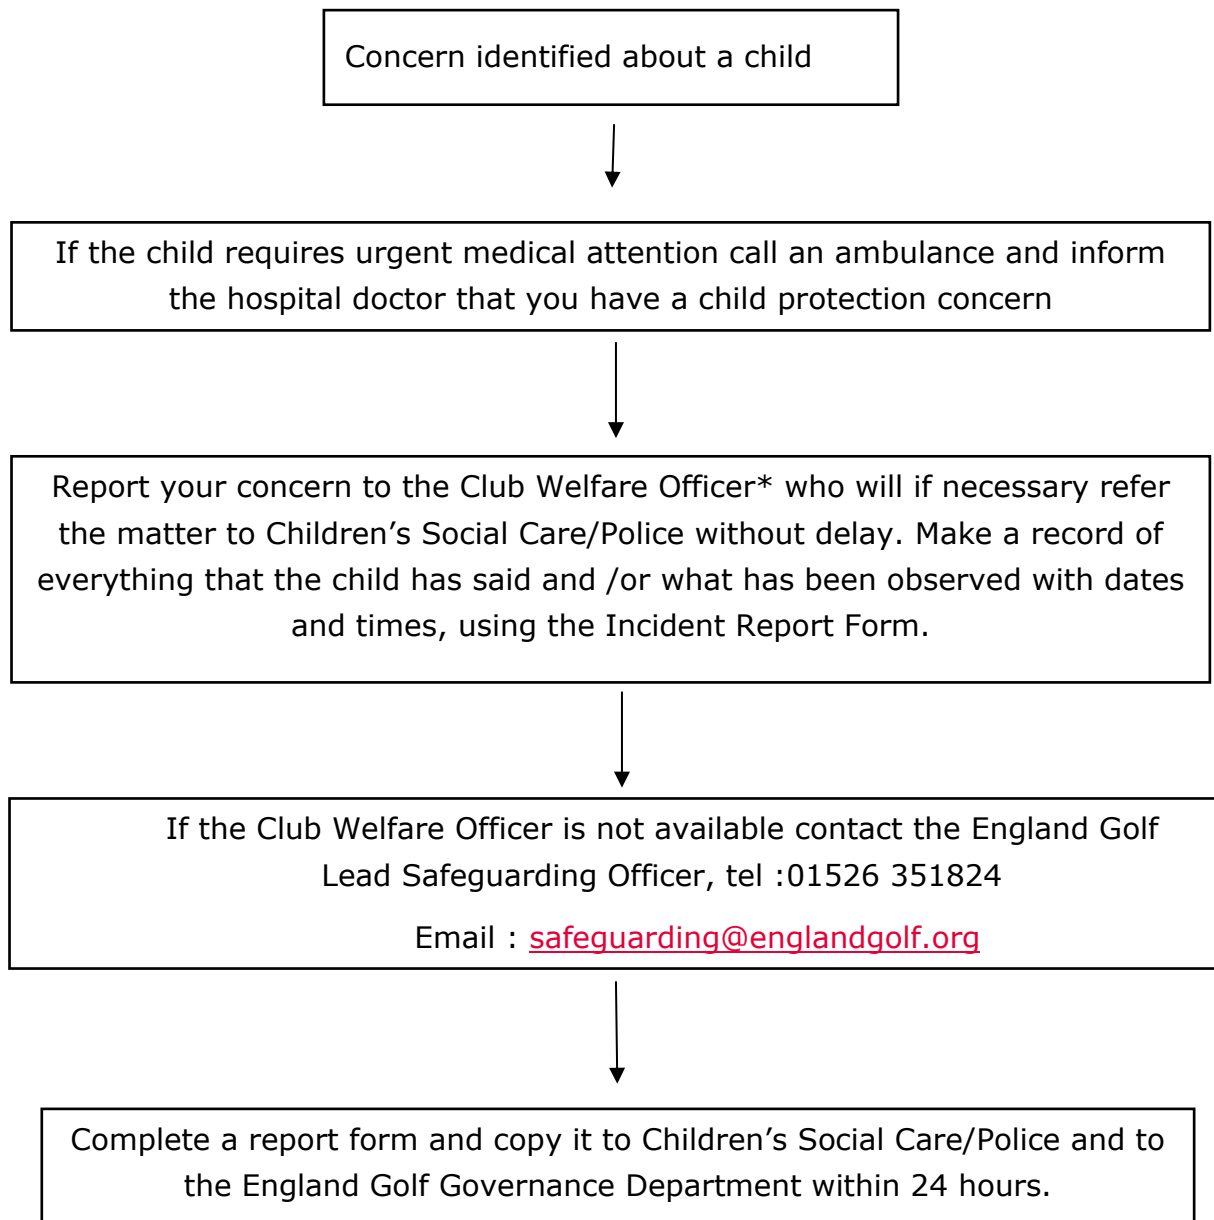 Concern identified about a child
If the child requires urgent medical attention call an ambulance and inform
the hospital doctor that you have a child protection concern
Report your concern to the Club Welfare Officer* who will if necessary refer
the matter to Children’s Social Care/Police without delay. Make a record of
everything that the child has said and /or what has been observed with dates
and times, using the Incident Report Form.
If the Club Welfare Officer is not available contact the England Golf
Lead Safeguarding Officer, tel :01526 351824
Email : safeguarding@englandgolf.org
Complete a report form and copy it to Children’s Social Care/Police and to
the England Golf Governance Department within 24 hours.